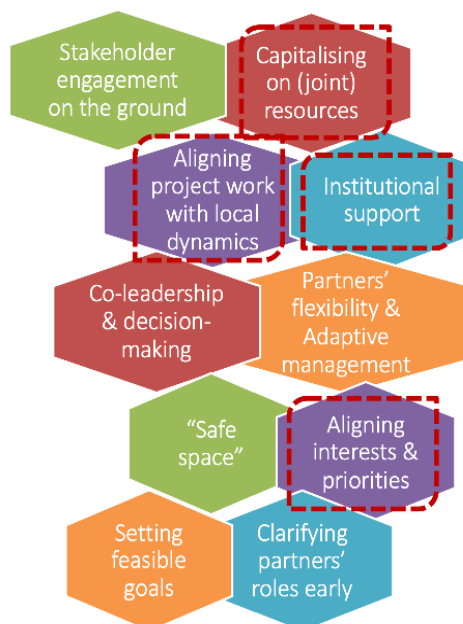 Stakeholder
engagement
on the ground
Capitalising
on (joint)
resources
Aligning
project work
with local
dynamics
Institutional
support
Co-leadership
& decision-
making
Partners’
flexibility &
Adaptive
management
“Safe
space”
Aligning
interests &
priorities
Setting
feasible
goals
Clarifying
partners’
roles early